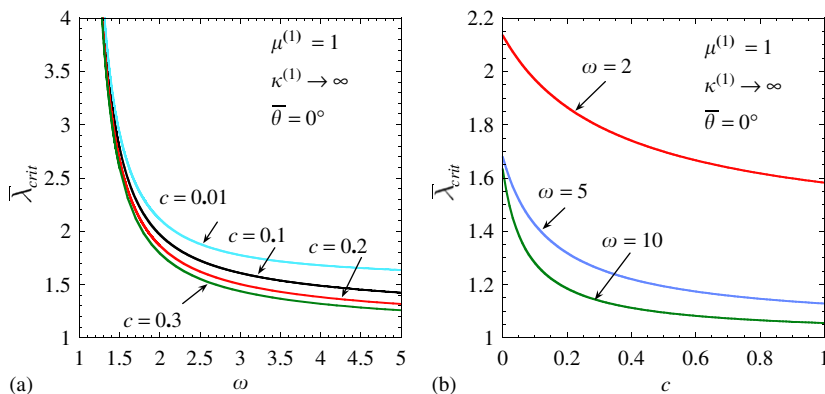 4
3.5
3
2.5
2
1.5
1
λ̅crit
μ(1) = 1
κ(1) → ∞
θ̅ = 0°
c = 0.01
c = 0.1
c = 0.2
c = 0.3
1 1.5 2 2.5 3 3.5 4 4.5 5
(a)
ω
2.2
2
1.8
1.6
1.4
1.2
1
λ̅crit
μ(1) = 1
κ(1) → ∞
θ̅ = 0°
ω = 2
ω = 5
ω = 10
0 0.2 0.4 0.6 0.8 1
(b)
c